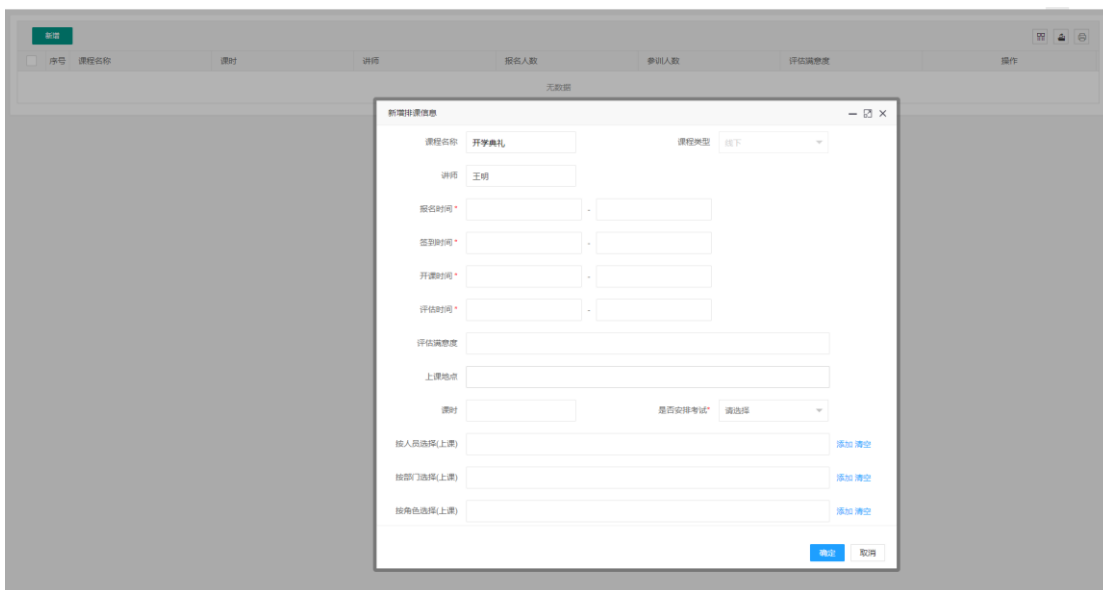 新增
序号 课程名称 课时 讲师 报名人数 参训人数 评估满意度 操作
无数据
新增排课信息
课程名称 开学典礼 课程类型 线下
讲师 王明
报名时间* -
签到时间* -
开课时间* -
评估时间* -
评估满意度
上课地点
课时 是否安排考试* 请选择
按人员选择(上课) 添加 清空
按部门选择(上课) 添加 清空
按角色选择(上课) 添加 清空
确定 取消